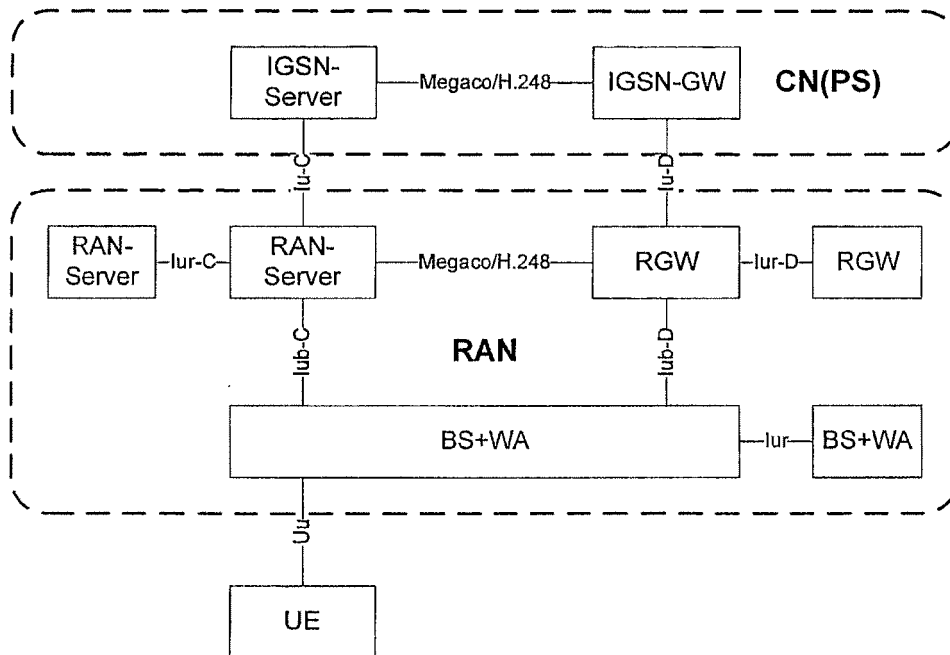 IGSN-
Server
Megaco/H.248
IGSN-GW
CN(PS)
Iu-C
Iu-D
RAN-
Server
Iur-C
RAN-
Server
Megaco/H.248
RGW
Iur-D
RGW
Iub-C
RAN
Iub-D
BS+WA
Iur
BS+WA
Uu
UE